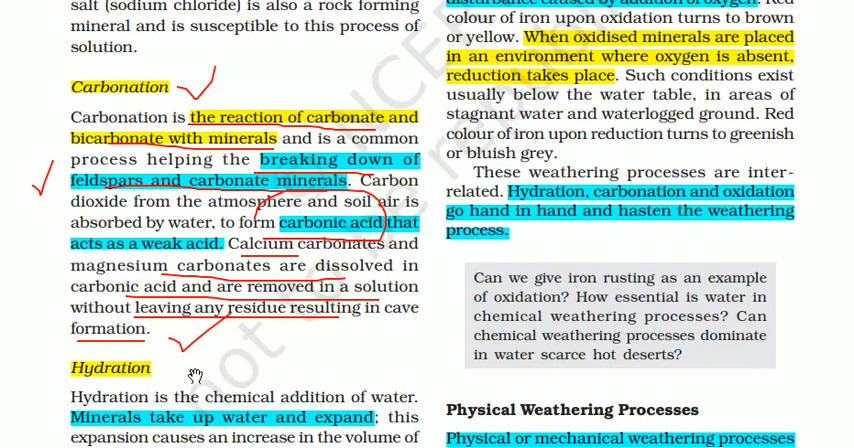 salt (sodium chloride) is also a rock forming
mineral and is susceptible to this process of
solution.
Carbonation
Carbonation is the reaction of carbonate and
bicarbonate with minerals and is a common
process helping the breaking down of
feldspars and carbonate minerals. Carbon
dioxide from the atmosphere and soil air is
absorbed by water, to form carbonic acid that
acts as a weak acid. Calcium carbonates and
magnesium carbonates are dissolved in
carbonic acid and are removed in a solution
without leaving any residue resulting in cave
formation.
Hydration
Hydration is the chemical addition of water.
Minerals take up water and expand; this
expansion causes an increase in the volume of
disturbance caused by addition of oxygen. Red
colour of iron upon oxidation turns to brown
or yellow. When oxidised minerals are placed
in an environment where oxygen is absent,
reduction takes place. Such conditions exist
usually below the water table, in areas of
stagnant water and waterlogged ground. Red
colour of iron upon reduction turns to greenish
or bluish grey.
These weathering processes are inter-
related. Hydration, carbonation and oxidation
go hand in hand and hasten the weathering
process.
Can we give iron rusting as an example
of oxidation? How essential is water in
chemical weathering processes? Can
chemical weathering processes dominate
in water scarce hot deserts?
Physical Weathering Processes
Physical or mechanical weathering processes